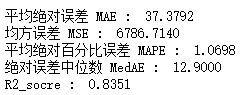 平均绝对误差 MAE :  37.3792
均方误差 MSE :  6786.7140
平均绝对百分比误差 MAPE :  1.0698
绝对误差中位数 MedAE :  12.9000
R2_socre :  0.8351